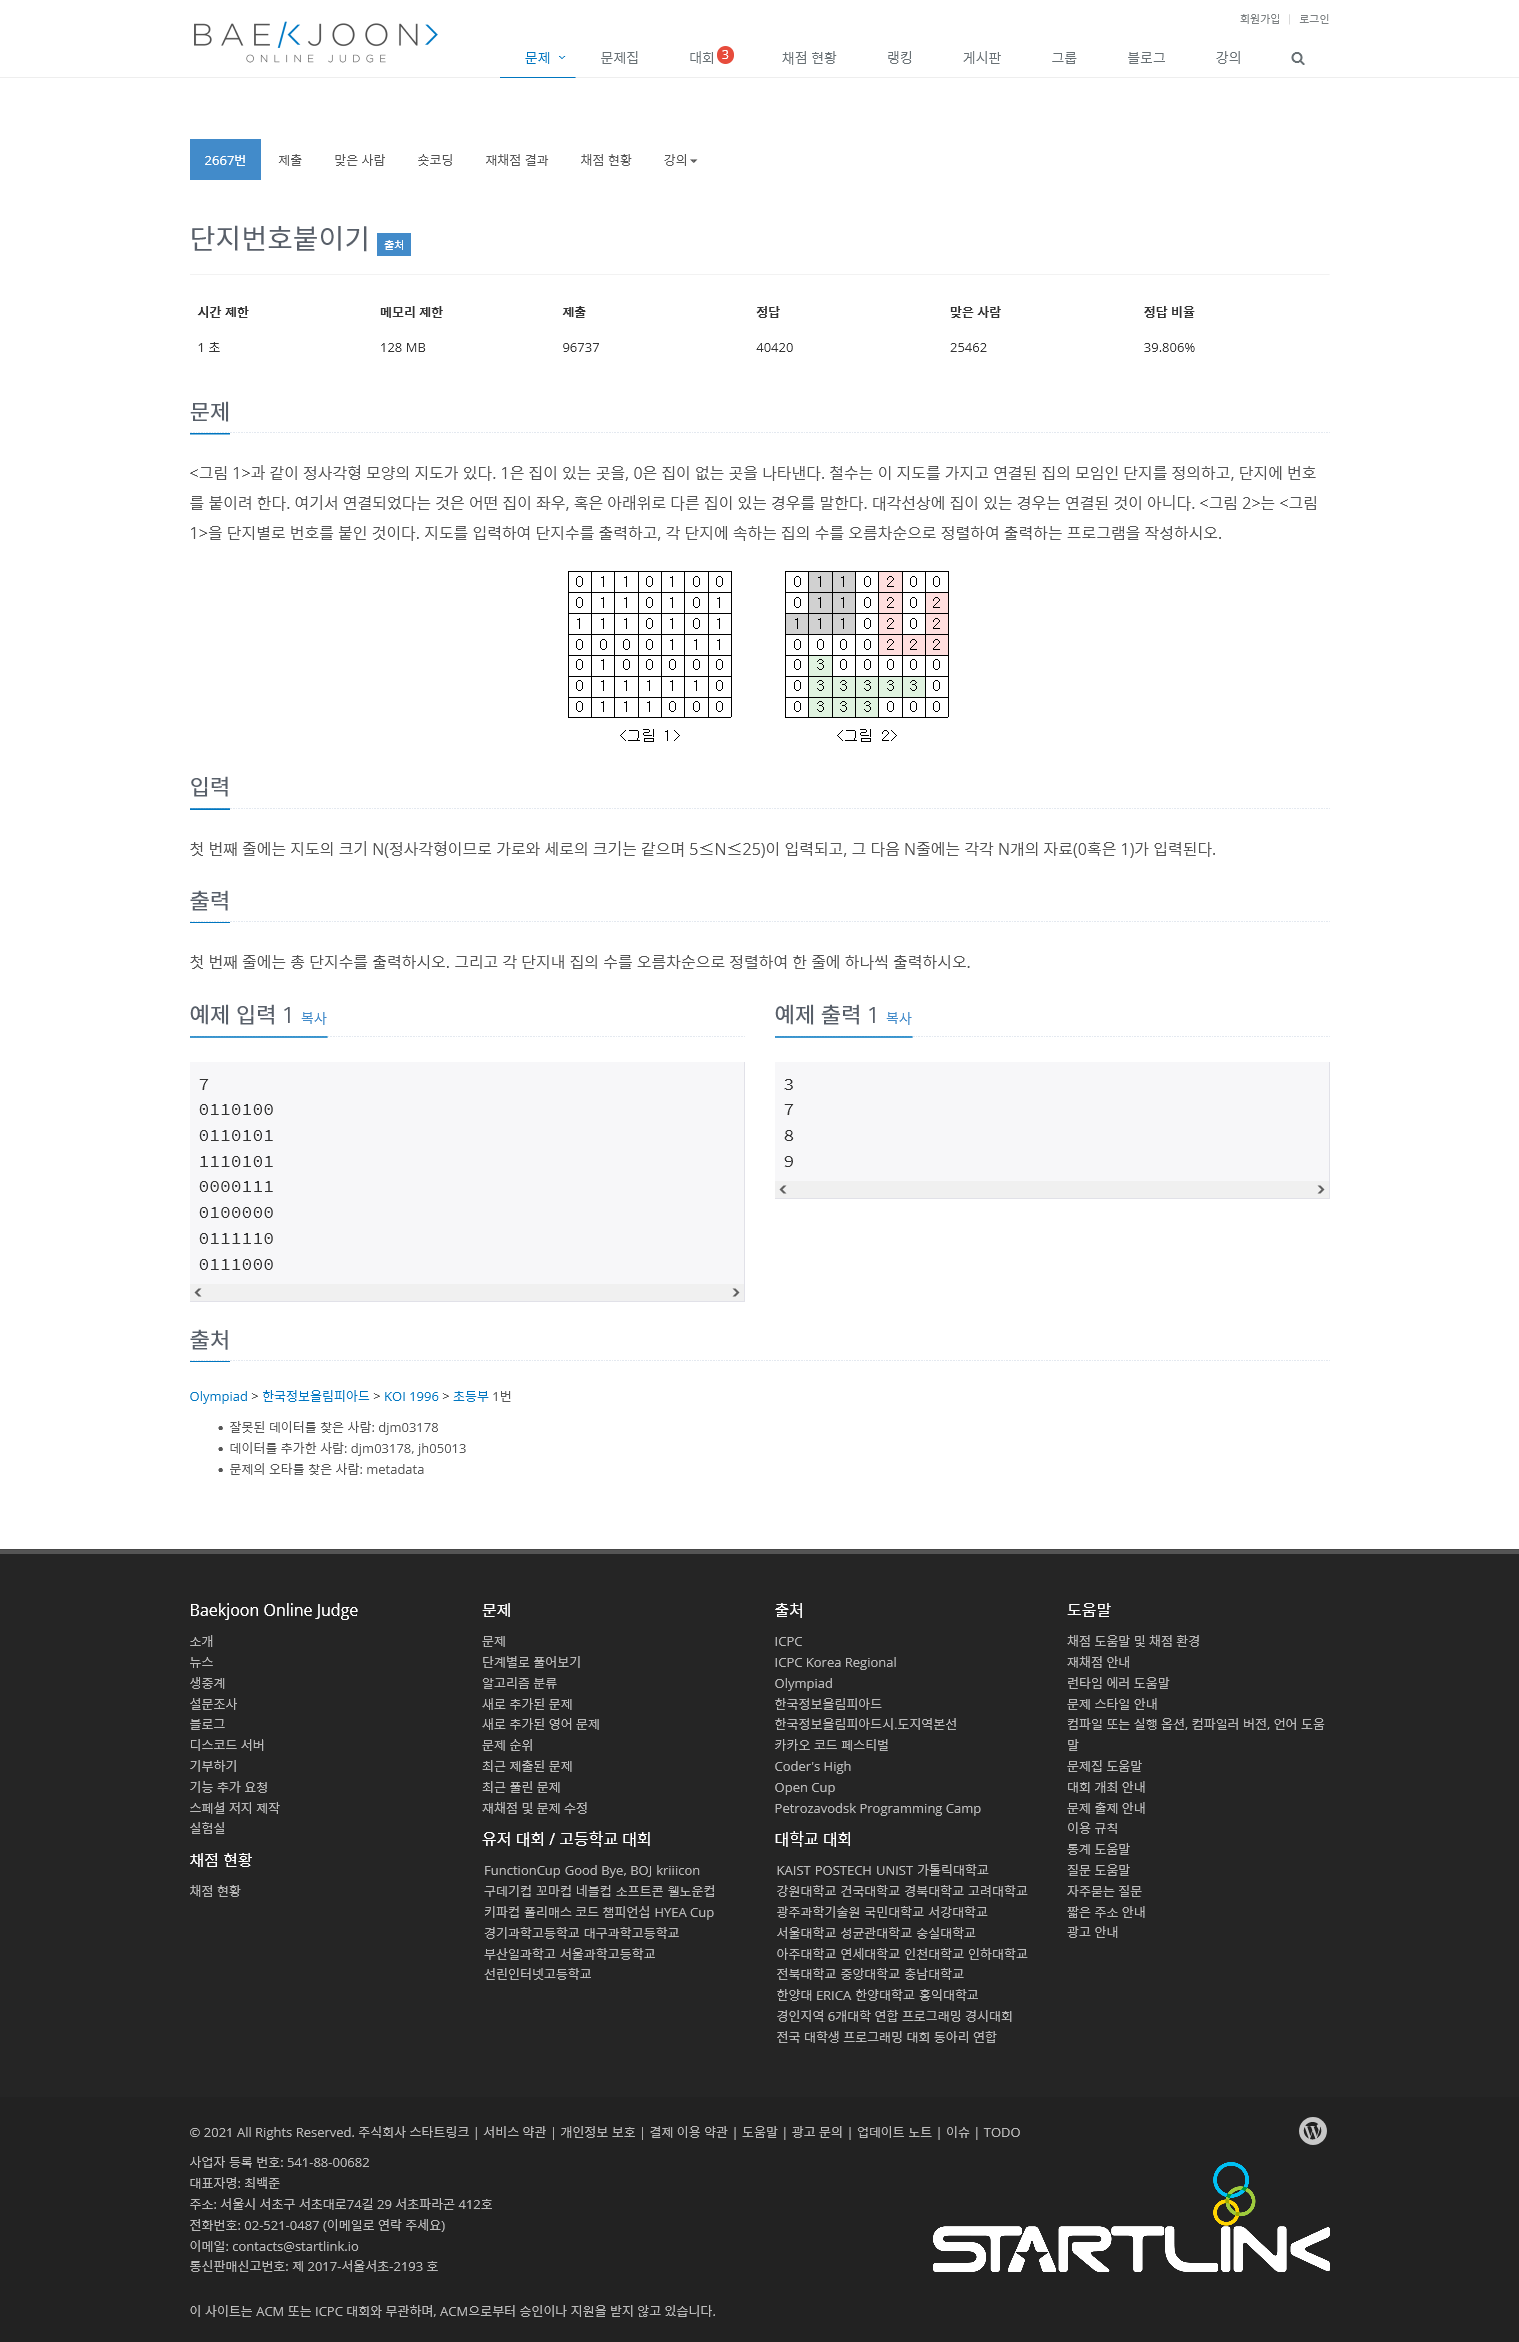 회원가입 | 로그인
BAEKJOON>
ONLINE JUDGE
문제 문제집 대회 3 채점 현황 랭킹 게시판 그룹 블로그 강의
2667번 제출 맞은 사람 숏코딩 재채점 결과 채점 현황 강의
단지번호붙이기 출처
시간 제한 메모리 제한 제출 정답 맞은 사람 정답 비율
1 초 128 MB 96737 40420 25462 39.806%
문제
<그림 1>과 같이 정사각형 모양의 지도가 있다. 1은 집이 있는 곳을, 0은 집이 없는 곳을 나타낸다. 철수는 이 지도를 가지고 연결된 집의 모임인 단지를 정의하고, 단지에 번호
를 붙이려 한다. 여기서 연결되었다는 것은 어떤 집이 좌우, 혹은 아래위로 다른 집이 있는 경우를 말한다. 대각선상에 집이 있는 경우는 연결된 것이 아니다. <그림 2>는 <그림
1>을 단지별로 번호를 붙인 것이다. 지도를 입력하여 단지수를 출력하고, 각 단지에 속하는 집의 수를 오름차순으로 정렬하여 출력하는 프로그램을 작성하시오.
0 1 1 0 1 0 0 0 1 1 0 2 0 0
0 1 1 0 1 0 1 0 1 1 0 2 0 2
1 1 1 0 1 0 1 1 1 1 0 2 0 2
0 0 0 0 1 1 1 0 0 0 0 2 2 2
0 1 0 0 0 0 0 0 3 0 0 0 0 0
0 1 1 1 1 1 0 0 3 3 3 3 3 0
0 1 1 1 0 0 0 0 3 3 3 0 0 0
<그림 1> <그림 2>
입력
첫 번째 줄에는 지도의 크기 N(정사각형이므로 가로와 세로의 크기는 같으며 5≤N≤25)이 입력되고, 그 다음 N줄에는 각각 N개의 자료(0혹은 1)가 입력된다.
출력
첫 번째 줄에는 총 단지수를 출력하시오. 그리고 각 단지내 집의 수를 오름차순으로 정렬하여 한 줄에 하나씩 출력하시오.
예제 입력 1 복사
7
0110100
0110101
1110101
0000111
0100000
0111110
0111000
예제 출력 1 복사
3
7
8
9
출처
Olympiad > 한국정보올림피아드 > KOI 1996 > 초등부 1번
• 잘못된 데이터를 찾은 사람: djm03178
• 데이터를 추가한 사람: djm03178, jh05013
• 문제의 오타를 찾은 사람: metadata
Baekjoon Online Judge
소개
뉴스
생중계
설문조사
블로그
디스코드 서버
기부하기
기능 추가 요청
스페셜 저지 제작
실험실
채점 현황
채점 현황
문제
문제
단계별로 풀어보기
알고리즘 분류
새로 추가된 문제
새로 추가된 영어 문제
문제 순위
최근 제출된 문제
최근 풀린 문제
재채점 및 문제 수정
유저 대회 / 고등학교 대회
FunctionCup Good Bye, BOJ kriiicon
구데기컵 꼬마컵 네블컵 소프트콘 웰노운컵
키파컵 폴리매스 코드 챔피언십 HYEA Cup
경기과학고등학교 대구과학고등학교
부산일과학고 서울과학고등학교
선린인터넷고등학교
출처
ICPC
ICPC Korea Regional
Olympiad
한국정보올림피아드
한국정보올림피아드시.도지역본선
카카오 코드 페스티벌
Coder's High
Open Cup
Petrozavodsk Programming Camp
대학교 대회
KAIST POSTECH UNIST 가톨릭대학교
강원대학교 건국대학교 경북대학교 고려대학교
광주과학기술원 국민대학교 서강대학교
서울대학교 성균관대학교 숭실대학교
아주대학교 연세대학교 인천대학교 인하대학교
전북대학교 중앙대학교 충남대학교
한양대 ERICA 한양대학교 홍익대학교
경인지역 6개대학 연합 프로그래밍 경시대회
전국 대학생 프로그래밍 대회 동아리 연합
도움말
채점 도움말 및 채점 환경
재채점 안내
런타임 에러 도움말
문제 스타일 안내
컴파일 또는 실행 옵션, 컴파일러 버전, 언어 도움
말
문제집 도움말
대회 개최 안내
문제 출제 안내
이용 규칙
통계 도움말
질문 도움말
자주묻는 질문
짧은 주소 안내
광고 안내
© 2021 All Rights Reserved. 주식회사 스타트링크 | 서비스 약관 | 개인정보 보호 | 결제 이용 약관 | 도움말 | 광고 문의 | 업데이트 노트 | 이슈 | TODO
사업자 등록 번호: 541-88-00682
대표자명: 최백준
주소: 서울시 서초구 서초대로74길 29 서초파라곤 412호
전화번호: 02-521-0487 (이메일로 연락 주세요)
이메일: contacts@startlink.io
통신판매신고번호: 제 2017-서울서초-2193 호
STARTLINK
이 사이트는 ACM 또는 ICPC 대회와 무관하며, ACM으로부터 승인이나 지원을 받지 않고 있습니다.